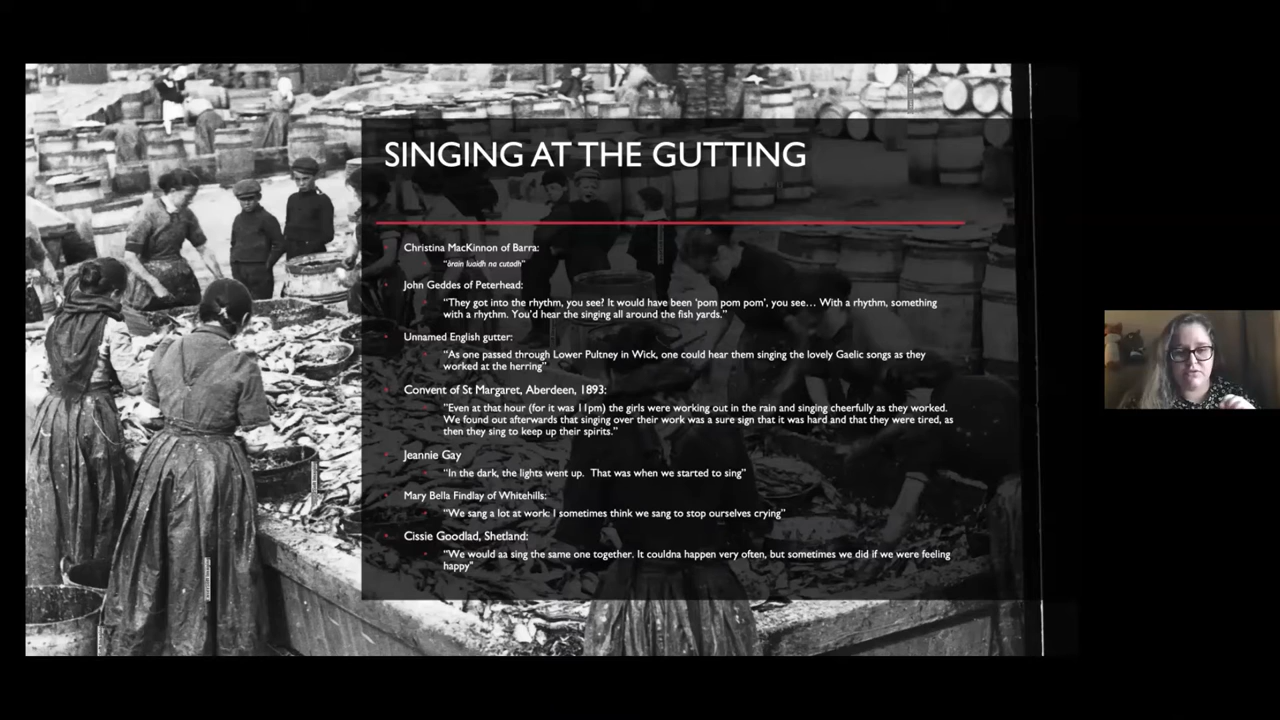 SINGING AT THE GUTTING
Christina MacKinnon of Barra:
"òrain luaidh na cutadh"
John Geddes of Peterhead:
"They got into the rhythm, you see? It would have been 'pom pom pom', you see… With a rhythm, something
with a rhythm. You'd hear the singing all around the fish yards."
Unnamed English gutter:
"As one passed through Lower Pultney in Wick, one could hear them singing the lovely Gaelic songs as they
worked at the herring"
Convent of St Margaret, Aberdeen, 1893:
"Even at that hour (for it was 11pm) the girls were working out in the rain and singing cheerfully as they worked.
We found out afterwards that singing over their work was a sure sign that it was hard and that they were tired, as
then they sing to keep up their spirits."
Jeannie Gay
"In the dark, the lights went up. That was when we started to sing"
Mary Bella Findlay of Whitehills:
"We sang a lot at work: I sometimes think we sang to stop ourselves crying"
Cissie Goodlad, Shetland:
"We would aa sing the same one together. It couldna happen very often, but sometimes we did if we were feeling
happy"